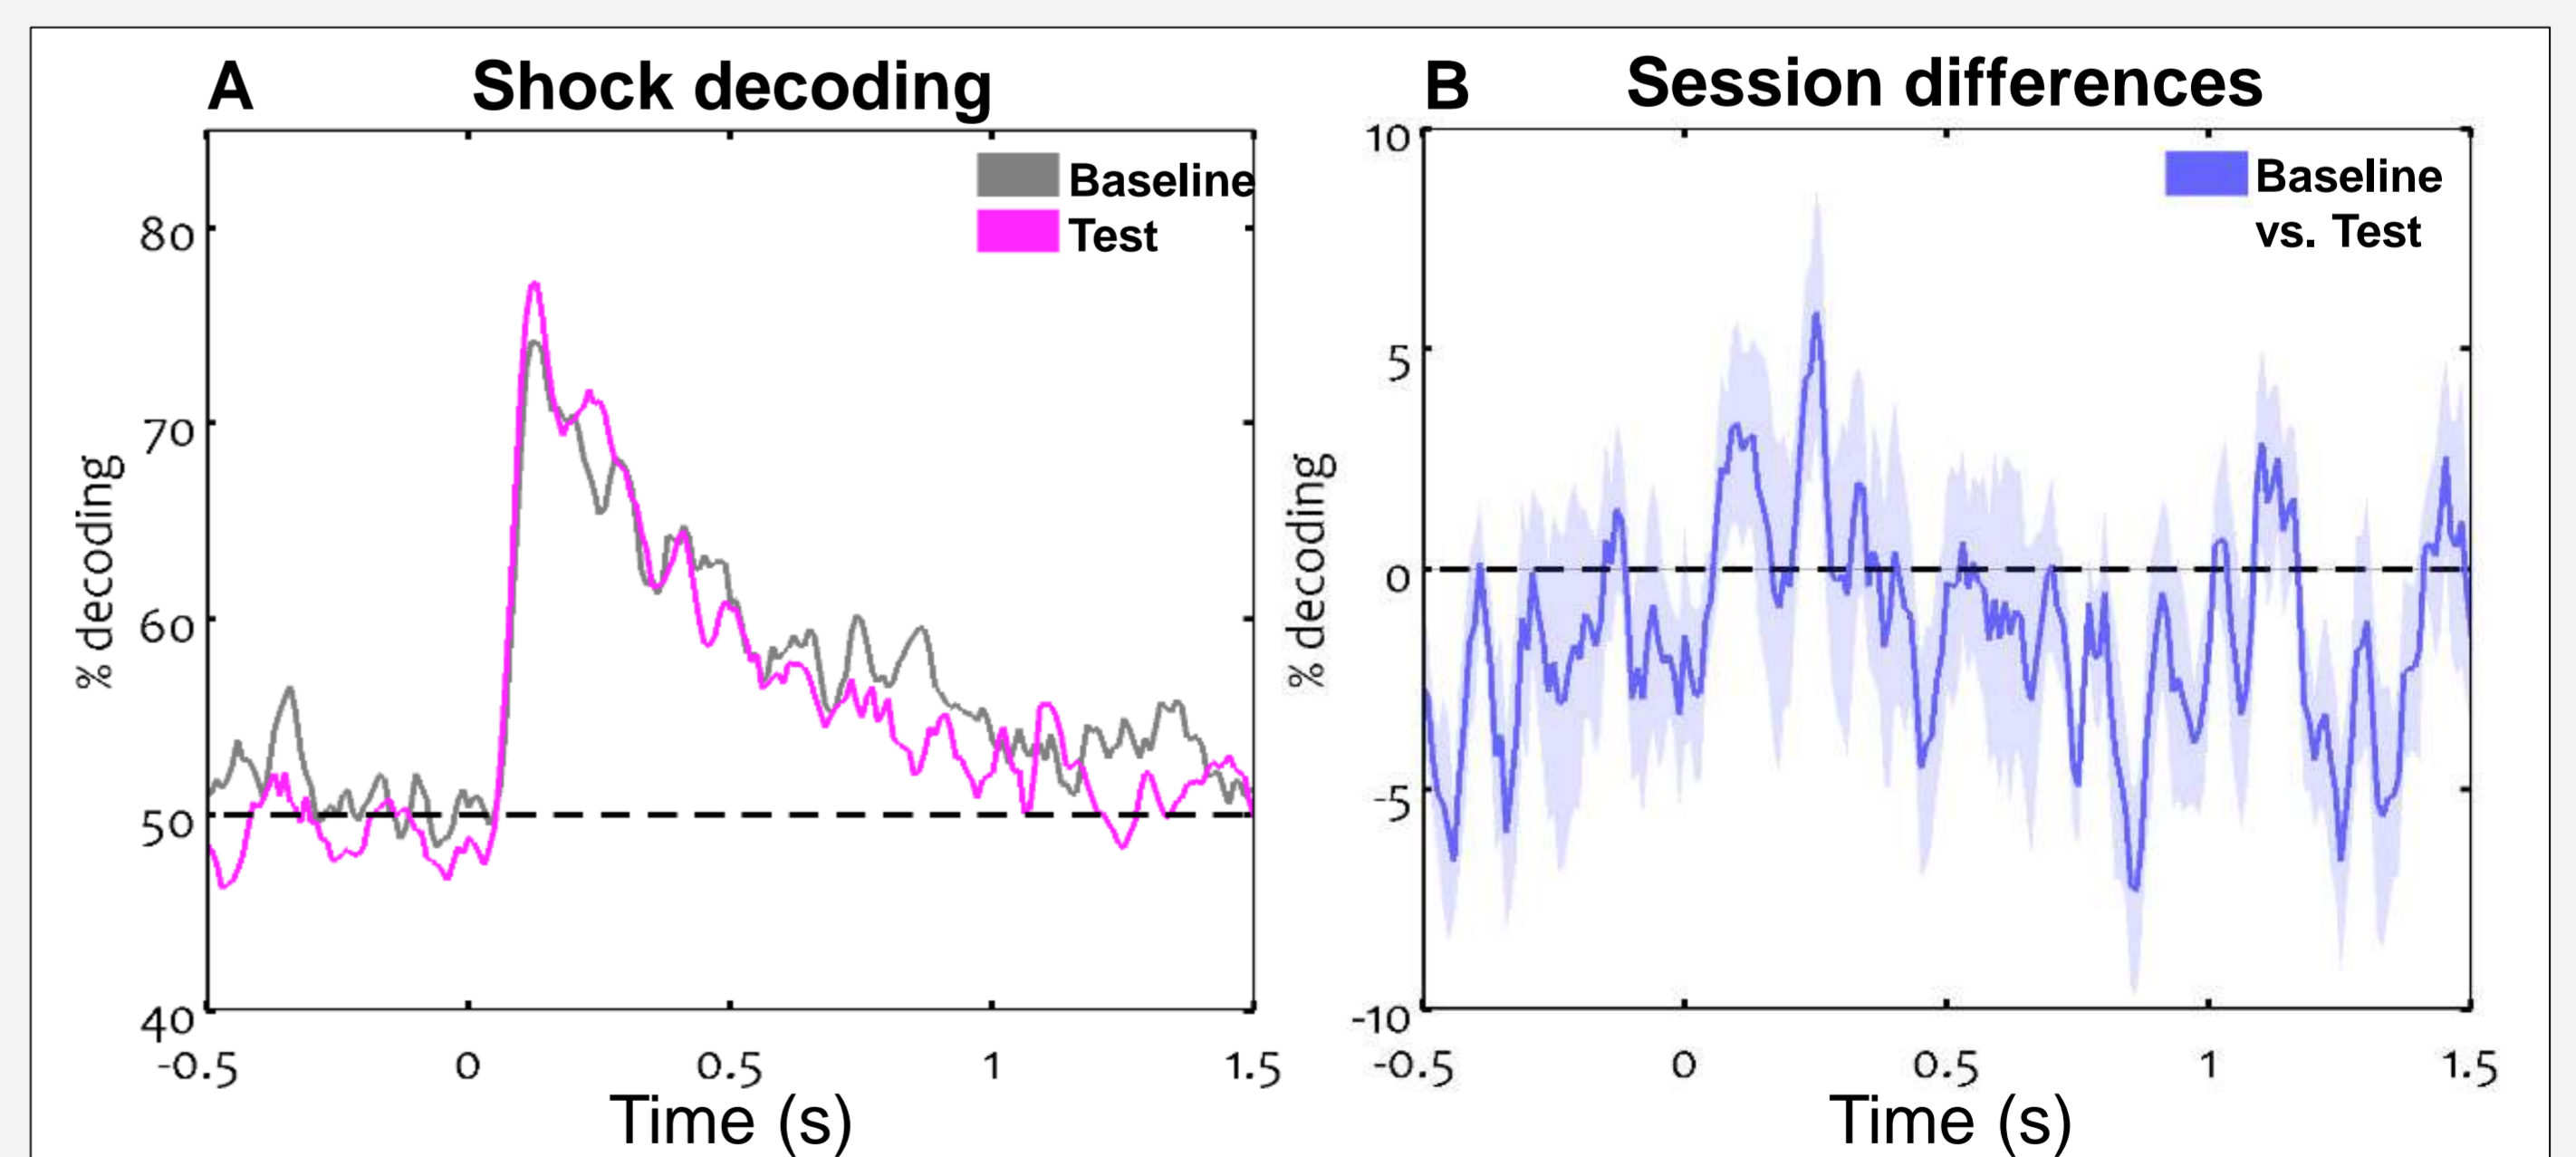 A Shock decoding
Baseline
Test
80
70
60
50
40
% decoding
-0.5 0 0.5 1 1.5
Time (s)
B Session differences
Baseline
vs. Test
10
5
0
-5
-10
% decoding
-0.5 0 0.5 1 1.5
Time (s)